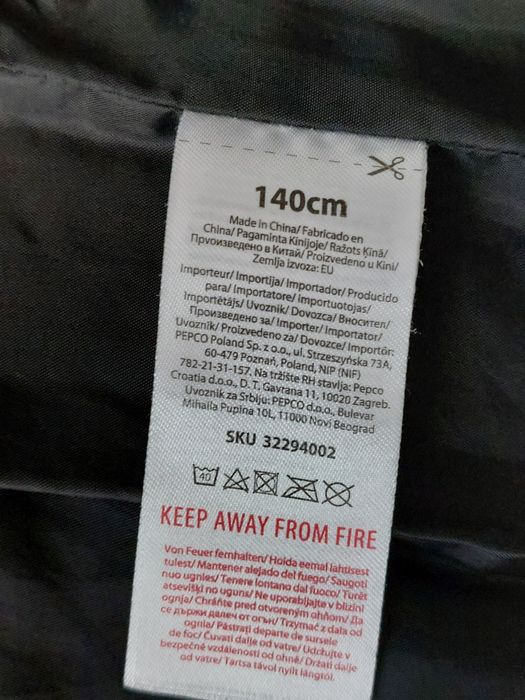 140cm
Made in China/ Fabricado en
China/ Pagaminta Kinijoje/ Ražots Ķīnā/
Произведено в Китай/ Proizvedeno u Kini/
Zemlja izvoza: EU
Importeur/ Importija/ Importador/ Producido
para/ Importatore/ Importuotojas/
Importētājs/ Uvoznik/ Dovozca/ Вносител/
Произведено за/ Importer/ Importator/
Uvozník/ Proizvedeno za/ Dovozce/ Importőr:
PEPCO Poland Sp. z o.o., ul. Strzeszyńska 73A,
60-479 Poznań, Poland, NIP (NIF)
782-21-31-157. Na tržište RH stavlja: Pepco
Croatia d.o.o., D. T. Gavrana 11, 10020 Zagreb.
Uvoznik za Srbiju: PEPCO d.o.o., Bulevar
Mihaila Pupina 10L, 11000 Novi Beograd
SKU 32294002
40
KEEP AWAY FROM FIRE
Von Feuer fernhalten/ Hoida eemal lahtisest
tulest/ Mantener alejado del fuego/ Saugoti
nuo ugnies/ Tenere lontano dal fuoco/ Turēt
atsevišķi no uguns/ Ne uporabljajte v bližini
ognja/ Chráňte pred otvoreným ohňom/ Да
се държи далеч от огън/ Trzymać z dala od
ognia/ Păstrați departe de sursele
de foc/ Čuvati dalje od vatre/ Udržujte v
bezpečné vzdálenosti od ohně/ Držati dalje
od vatre/ Tartsa távol nyílt lángtól.